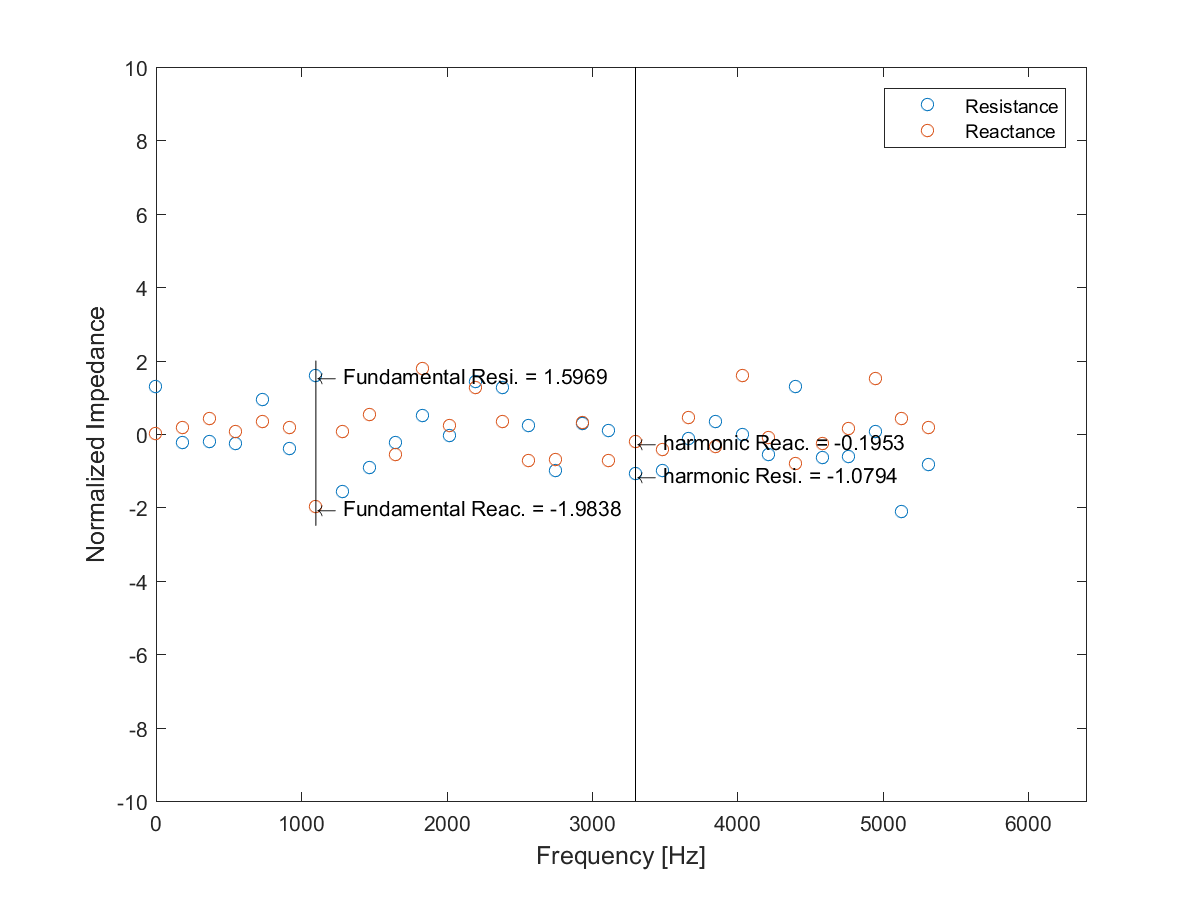 10
8
6
4
2
0
-2
-4
-6
-8
-10
Normalized Impedance
Resistance
Reactance
Fundamental Resi. = 1.5969
harmonic Reac. = -0.1953
harmonic Resi. = -1.0794
Fundamental Reac. = -1.9838
0 1000 2000 3000 4000 5000 6000
Frequency [Hz]